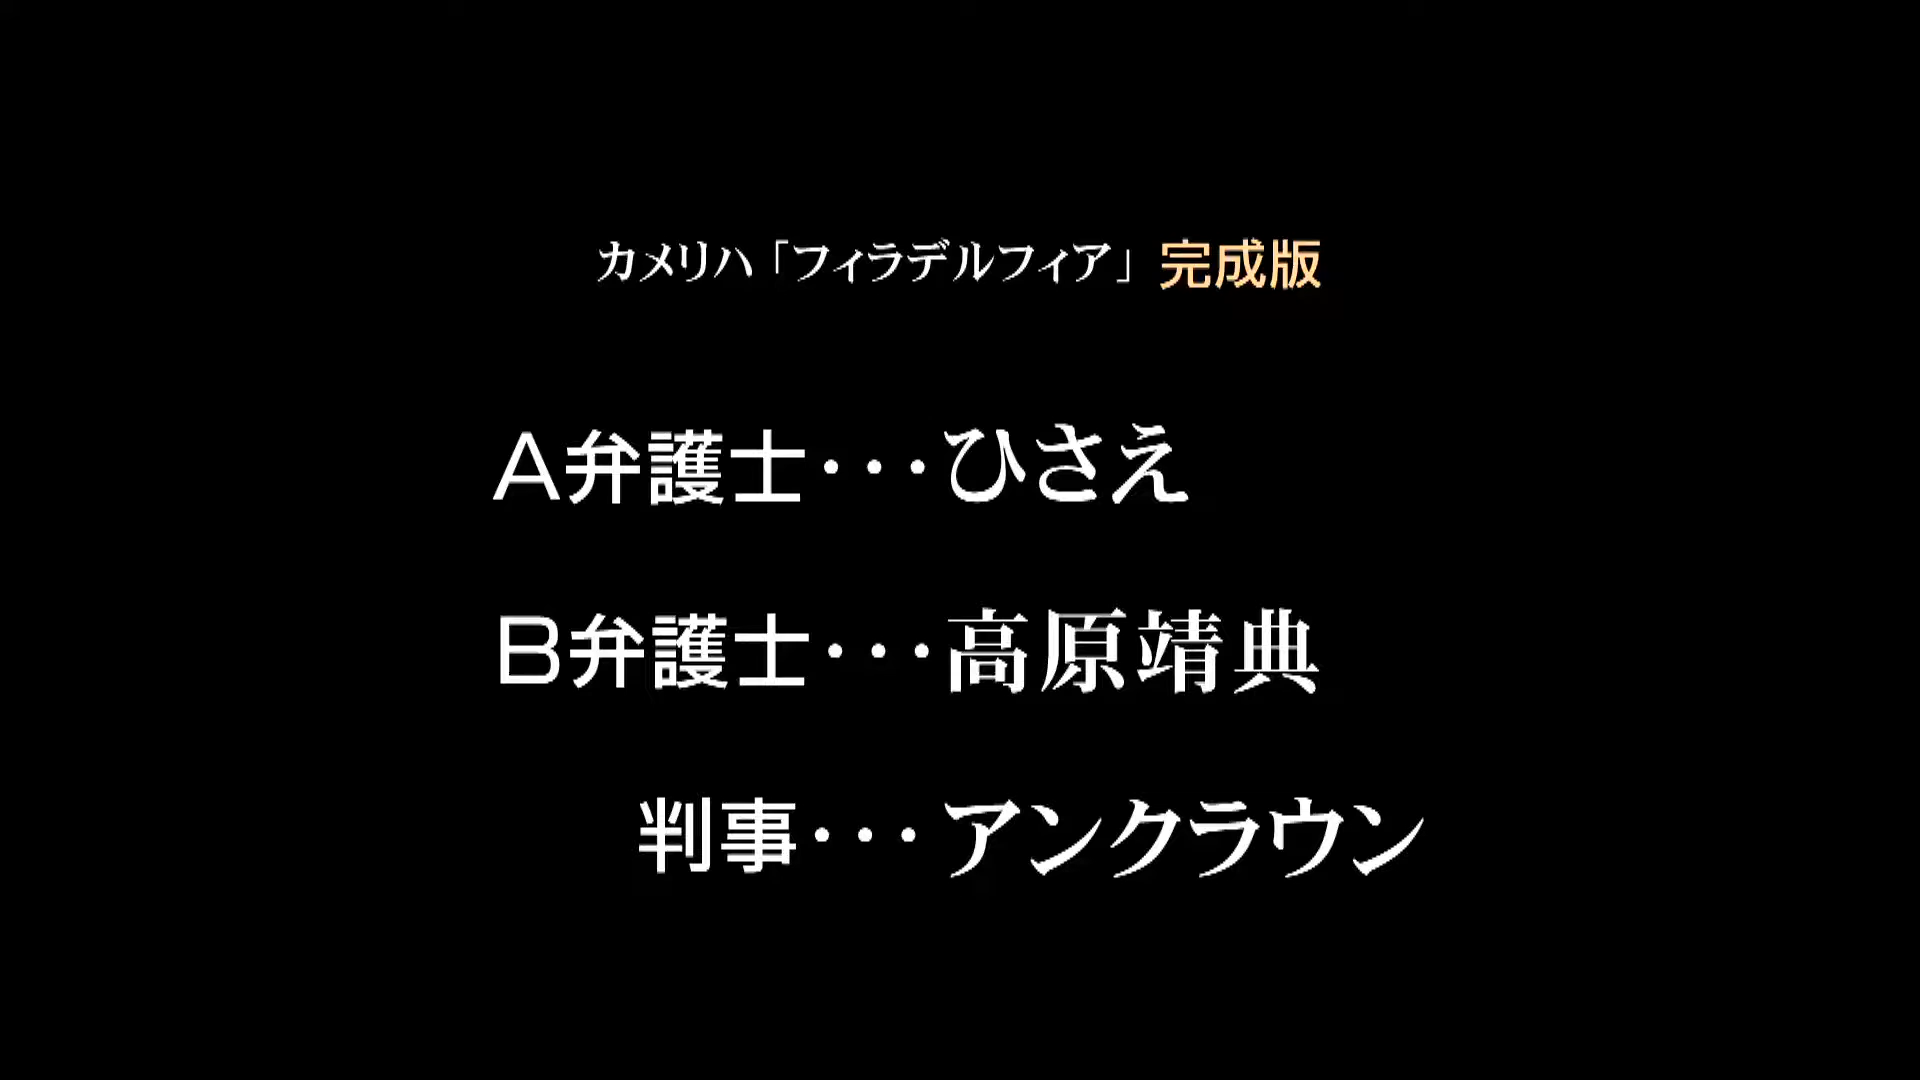 カメリハ「フィラデルフィア」 完成版
A弁護士・・・ひさえ
B弁護士・・・高原靖典
判事・・・アンクラウン